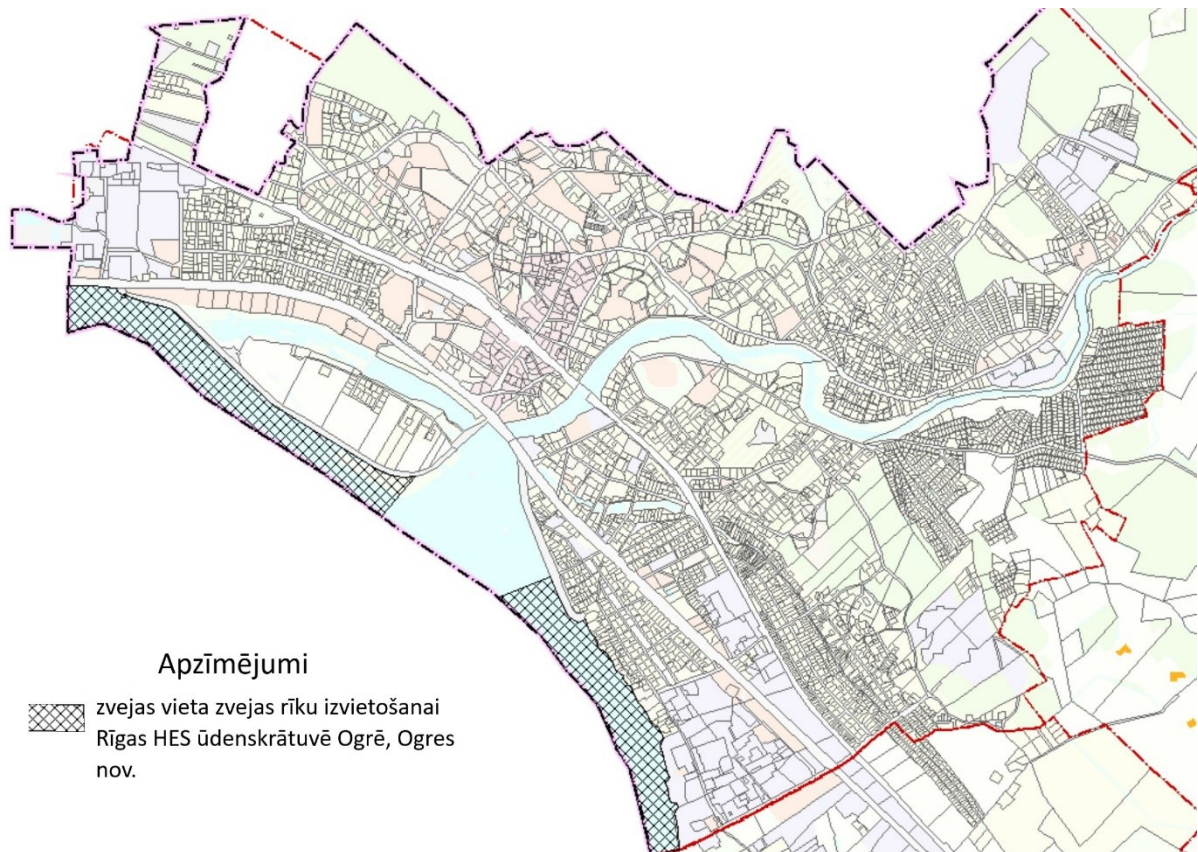 Apzīmējumi
zvejas vieta zvejas rīku izvietošanai
Rīgas HES ūdenskrātuvē Ogrē, Ogres
nov.